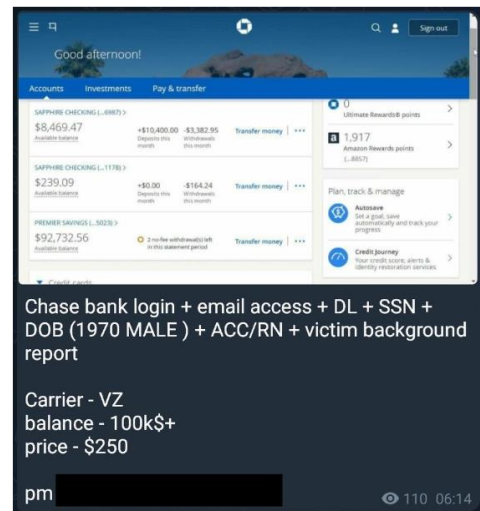 Good afternoon!
Sign out
Accounts Investments Pay & transfer
SAPPHIRE CHECKING (...6987) >
$8,469.47
Available balance
+$10,400.00
Deposits this month
-$3,382.95
Withdrawals this month
Transfer money
SAPPHIRE CHECKING (...1178) >
$239.09
Available balance
+$0.00
Deposits this month
-$164.24
Withdrawals this month
Transfer money
PREMIER SAVINGS (...5023) >
$92,732.56
Available balance
2 no-fee withdrawal(s) left
in this statement period
Transfer money
Credit cards
0
Ultimate Rewards® points
a 1,917
Amazon Rewards points
(...8857)
Plan, track & manage
Autosave
Set a goal, save
automatically and track your
progress
Credit Journey
Your credit score, alerts &
identity restoration services
Chase bank login + email access + DL + SSN +
DOB (1970 MALE ) + ACC/RN + victim background
report
Carrier - VZ
balance - 100k$+
price - $250
pm
110 06:14